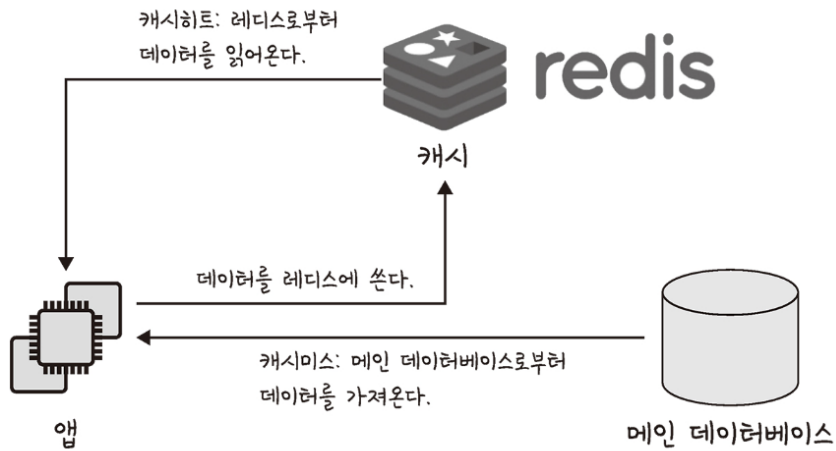 캐시히트: 레디스로부터
데이터를 읽어온다.
redis
캐시
데이터를 레디스에 쓴다.
캐시미스: 메인 데이터베이스로부터
데이터를 가져온다.
앱
메인 데이터베이스